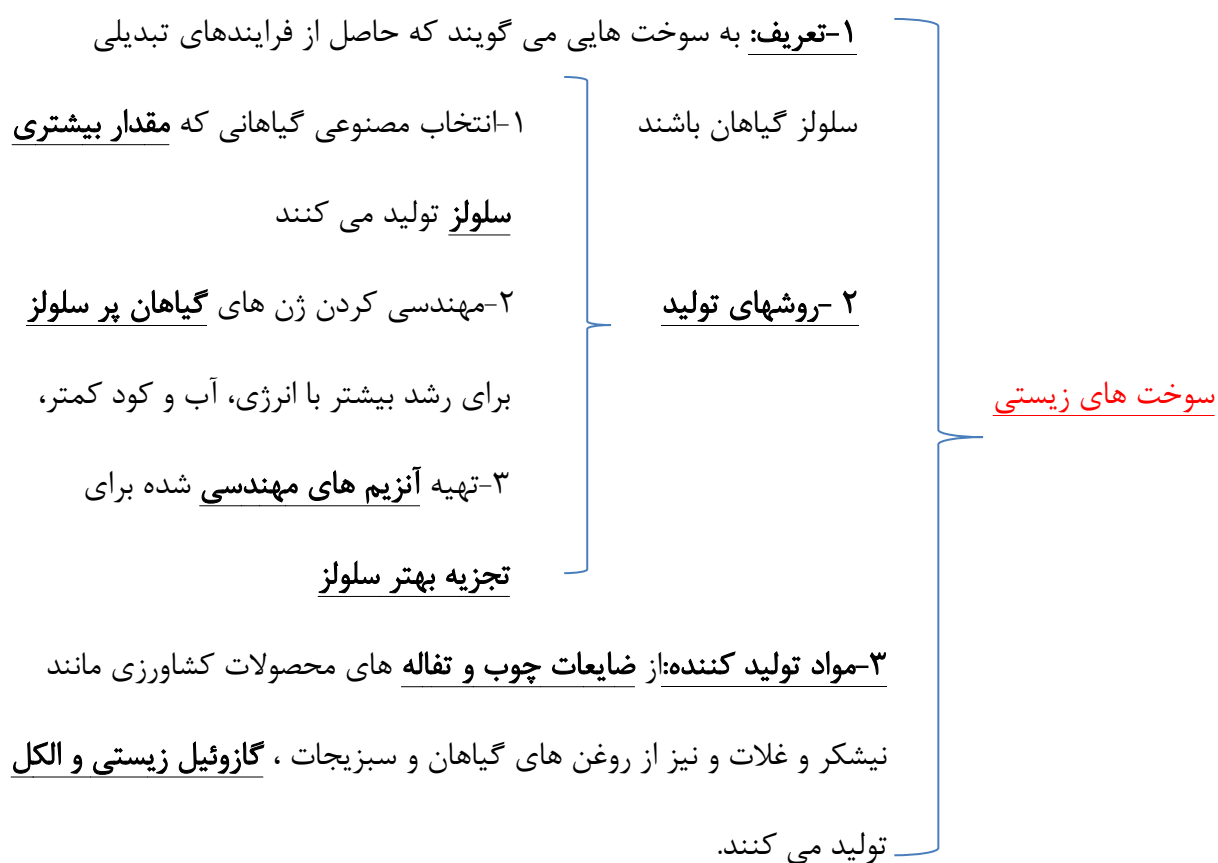 ۱-تعریف: به سوخت هایی می گویند که حاصل از فرایندهای تبدیلی
سلولز گیاهان باشند
۱-انتخاب مصنوعی گیاهانی که مقدار بیشتری
سلولز تولید می کنند
۲ -روشهای تولید
۲-مهندسی کردن ژن های گیاهان پر سلولز
سوخت های زیستی
برای رشد بیشتر با انرژی، آب و کود کمتر،
۳-تهیه آنزیم های مهندسی شده برای
تجزیه بهتر سلولز
۳-مواد تولید کننده:از ضایعات چوب و تفاله های محصولات کشاورزی مانند
نیشکر و غلات و نیز از روغن های گیاهان و سبزیجات ، گازوئیل زیستی و الکل
تولید می کنند.